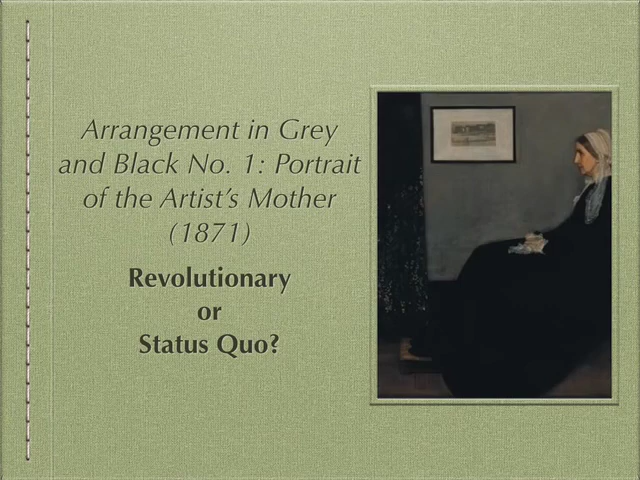 Arrangement in Grey
and Black No. 1: Portrait
of the Artist’s Mother
(1871)
Revolutionary
or
Status Quo?